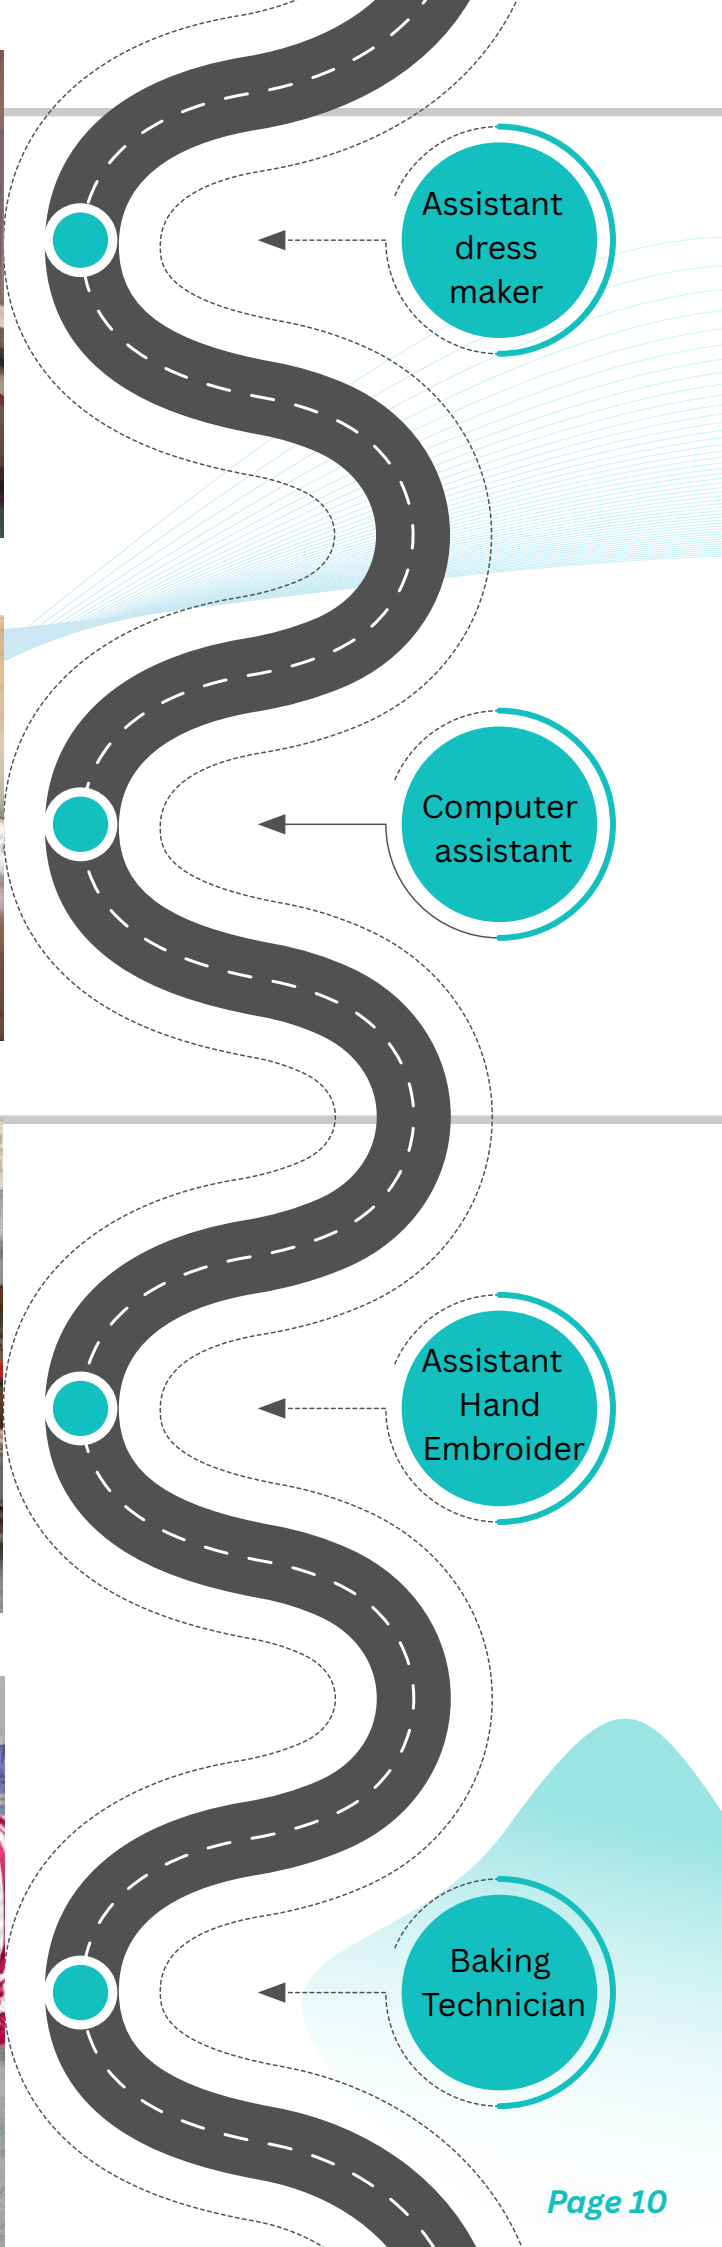 Assistant
dress
maker
Computer
assistant
Assistant
Hand
Embroider
Baking
Technician
Page 10